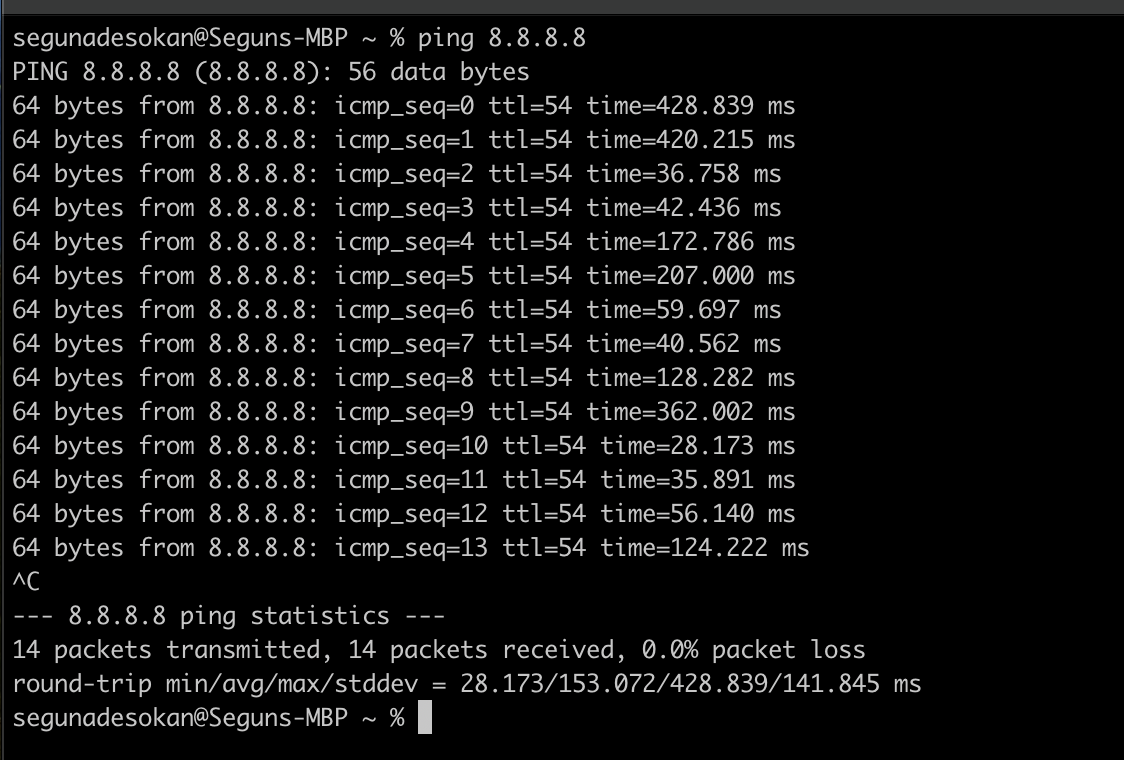 segunadesokan@Seguns-MBP ~ % ping 8.8.8.8
PING 8.8.8.8 (8.8.8.8): 56 data bytes
64 bytes from 8.8.8.8: icmp_seq=0 ttl=54 time=428.839 ms
64 bytes from 8.8.8.8: icmp_seq=1 ttl=54 time=420.215 ms
64 bytes from 8.8.8.8: icmp_seq=2 ttl=54 time=36.758 ms
64 bytes from 8.8.8.8: icmp_seq=3 ttl=54 time=42.436 ms
64 bytes from 8.8.8.8: icmp_seq=4 ttl=54 time=172.786 ms
64 bytes from 8.8.8.8: icmp_seq=5 ttl=54 time=207.000 ms
64 bytes from 8.8.8.8: icmp_seq=6 ttl=54 time=59.697 ms
64 bytes from 8.8.8.8: icmp_seq=7 ttl=54 time=40.562 ms
64 bytes from 8.8.8.8: icmp_seq=8 ttl=54 time=128.282 ms
64 bytes from 8.8.8.8: icmp_seq=9 ttl=54 time=362.002 ms
64 bytes from 8.8.8.8: icmp_seq=10 ttl=54 time=28.173 ms
64 bytes from 8.8.8.8: icmp_seq=11 ttl=54 time=35.891 ms
64 bytes from 8.8.8.8: icmp_seq=12 ttl=54 time=56.140 ms
64 bytes from 8.8.8.8: icmp_seq=13 ttl=54 time=124.222 ms
^C
--- 8.8.8.8 ping statistics ---
14 packets transmitted, 14 packets received, 0.0% packet loss
round-trip min/avg/max/stddev = 28.173/153.072/428.839/141.845 ms
segunadesokan@Seguns-MBP ~ %